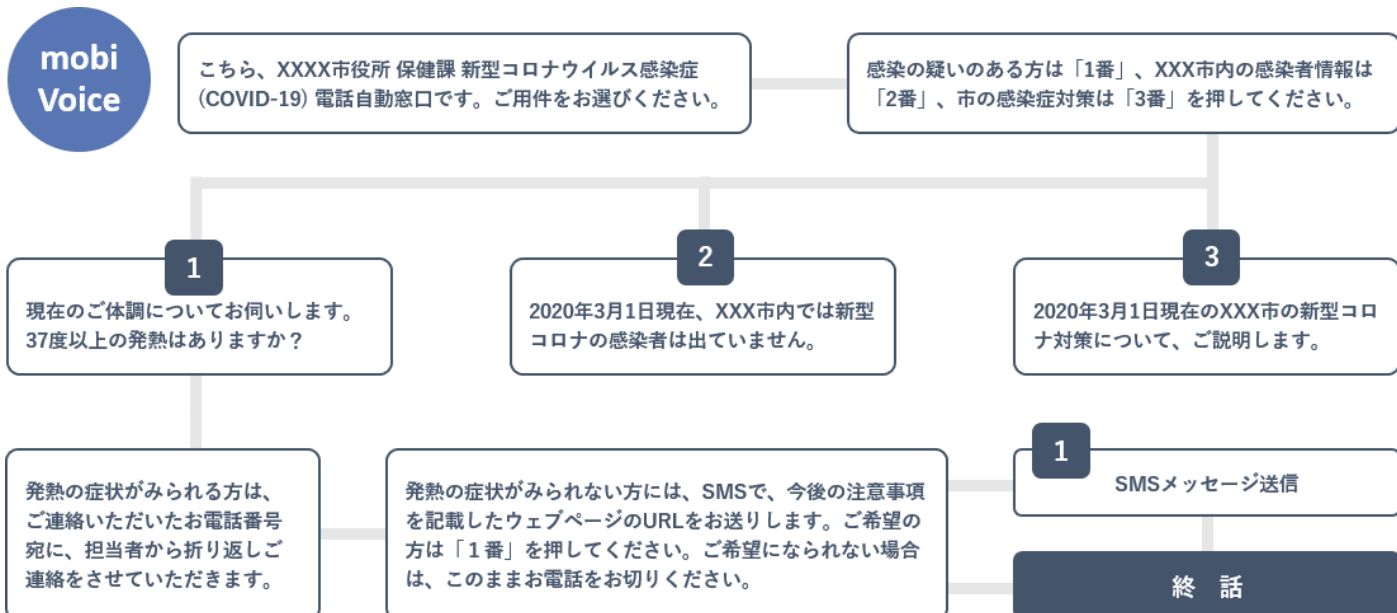 mobi
Voice
こちら、XXXX市役所 保健課 新型コロナウイルス感染症
(COVID-19) 電話自動窓口です。ご用件をお選びください。
感染の疑いのある方は「1番」、XXX市内の感染者情報は
「2番」、市の感染症対策は「3番」を押してください。
1
現在のご体調についてお伺いします。
37度以上の発熱はありますか？
2
2020年3月1日現在、XXX市内では新型
コロナの感染者は出ていません。
3
2020年3月1日現在のXXX市の新型コロ
ナ対策について、ご説明します。
発熱の症状がみられる方は、
ご連絡いただいたお電話番号
宛に、担当者から折り返しご
連絡をさせていただきます。
発熱の症状がみられない方には、SMSで、今後の注意事項
を記載したウェブページのURLをお送りします。ご希望の
方は「１番」を押してください。ご希望になられない場合
は、このままお電話をお切りください。
1
SMSメッセージ送信
終　話